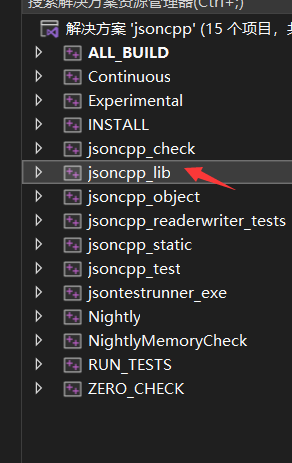 搜索解决方案资源管理器(Ctrl+;)
解决方案 'jsoncpp' (15 个项目，
ALL_BUILD
Continuous
Experimental
INSTALL
jsoncpp_check
jsoncpp_lib
jsoncpp_object
jsoncpp_readerwriter_tests
jsoncpp_static
jsoncpp_test
jsontestrunner_exe
Nightly
NightlyMemoryCheck
RUN_TESTS
ZERO_CHECK